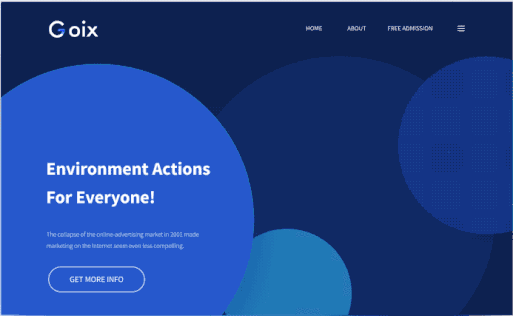 Goix
HOME ABOUT FREE ADMISSION
Environment Actions
For Everyone!
The collapse of the online-advertising market in 2001 made
marketing on the Internet seem even less compelling.
GET MORE INFO